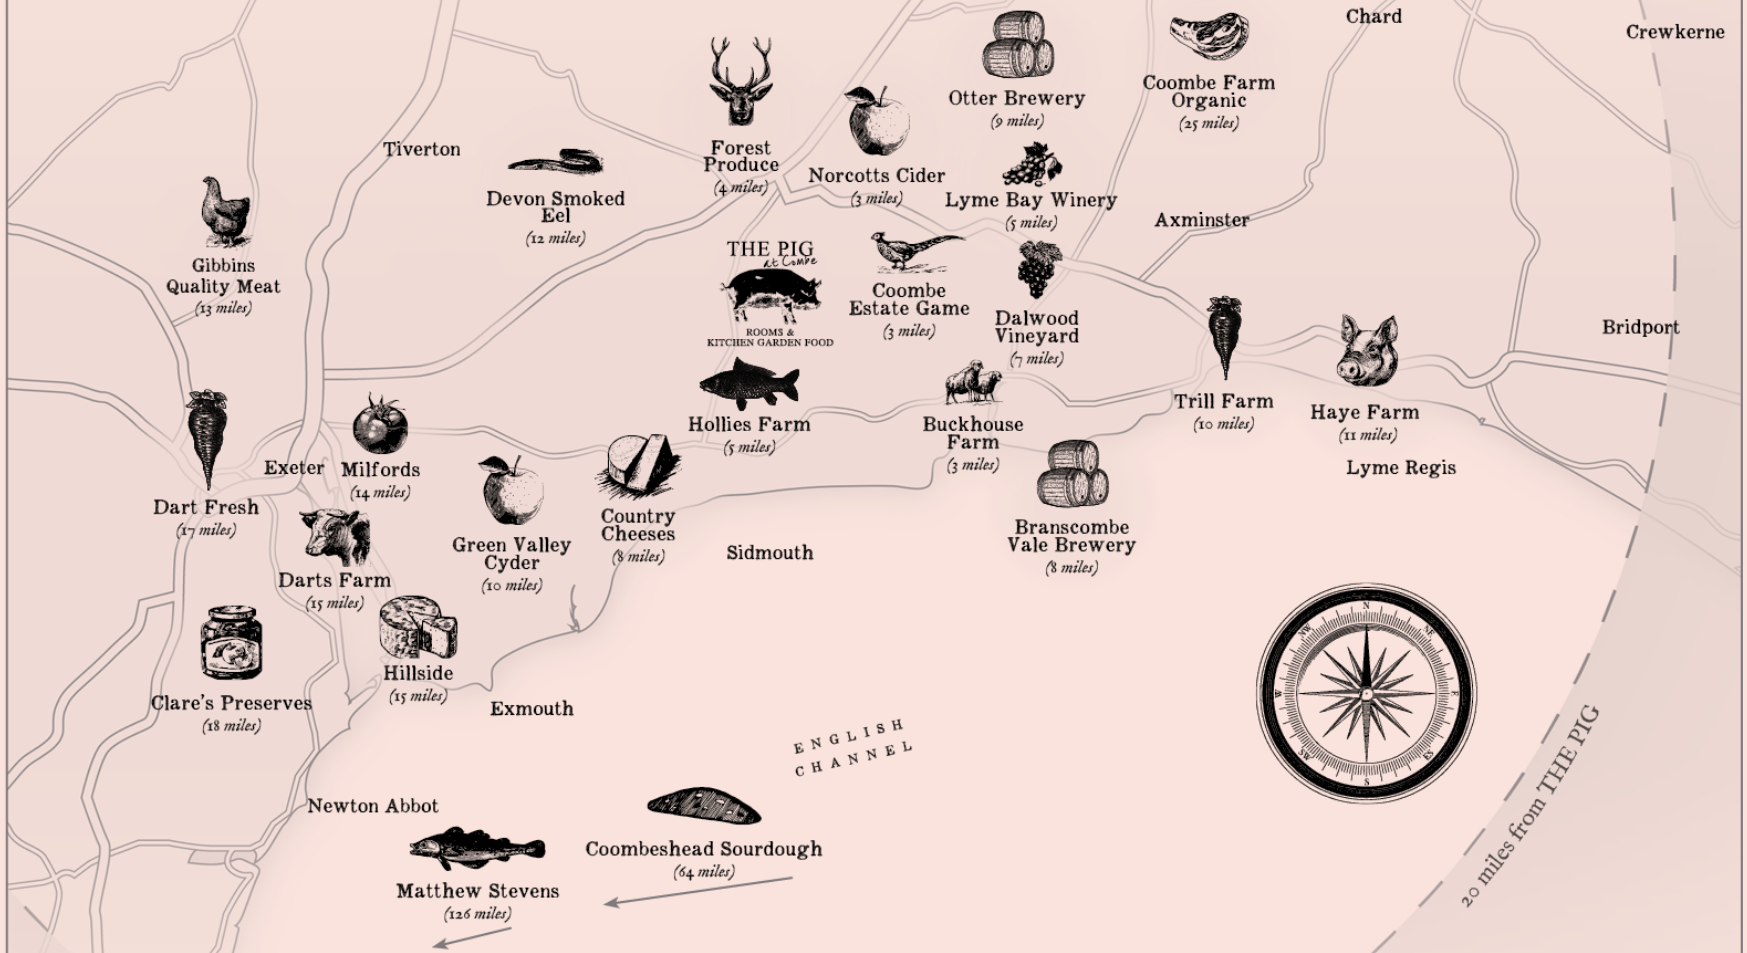 Chard
Crewkerne
Otter Brewery
(9 miles)
Coombe Farm
Organic
(25 miles)
Tiverton
Forest
Produce
(4 miles)
Norcotts Cider
(3 miles)
Devon Smoked
Eel
(12 miles)
Lyme Bay Winery
(5 miles)
Axminster
Gibbins
Quality Meat
(13 miles)
THE PIG
at Combe
ROOMS &
KITCHEN GARDEN FOOD
Coombe
Estate Game
(3 miles)
Dalwood
Vineyard
(7 miles)
Bridport
Trill Farm
(10 miles)
Haye Farm
(11 miles)
Hollies Farm
(5 miles)
Buckhouse
Farm
(3 miles)
Lyme Regis
Exeter
Milfords
(14 miles)
Dart Fresh
(17 miles)
Country
Cheeses
(8 miles)
Green Valley
Cyder
(10 miles)
Sidmouth
Branscombe
Vale Brewery
(8 miles)
Darts Farm
(15 miles)
Hillside
(15 miles)
Clare's Preserves
(18 miles)
Exmouth
ENGLISH
CHANNEL
N
NE
E
ES
S
SW
W
NW
20 miles from THE PIG
Newton Abbot
Coombeshead Sourdough
(64 miles)
Matthew Stevens
(126 miles)